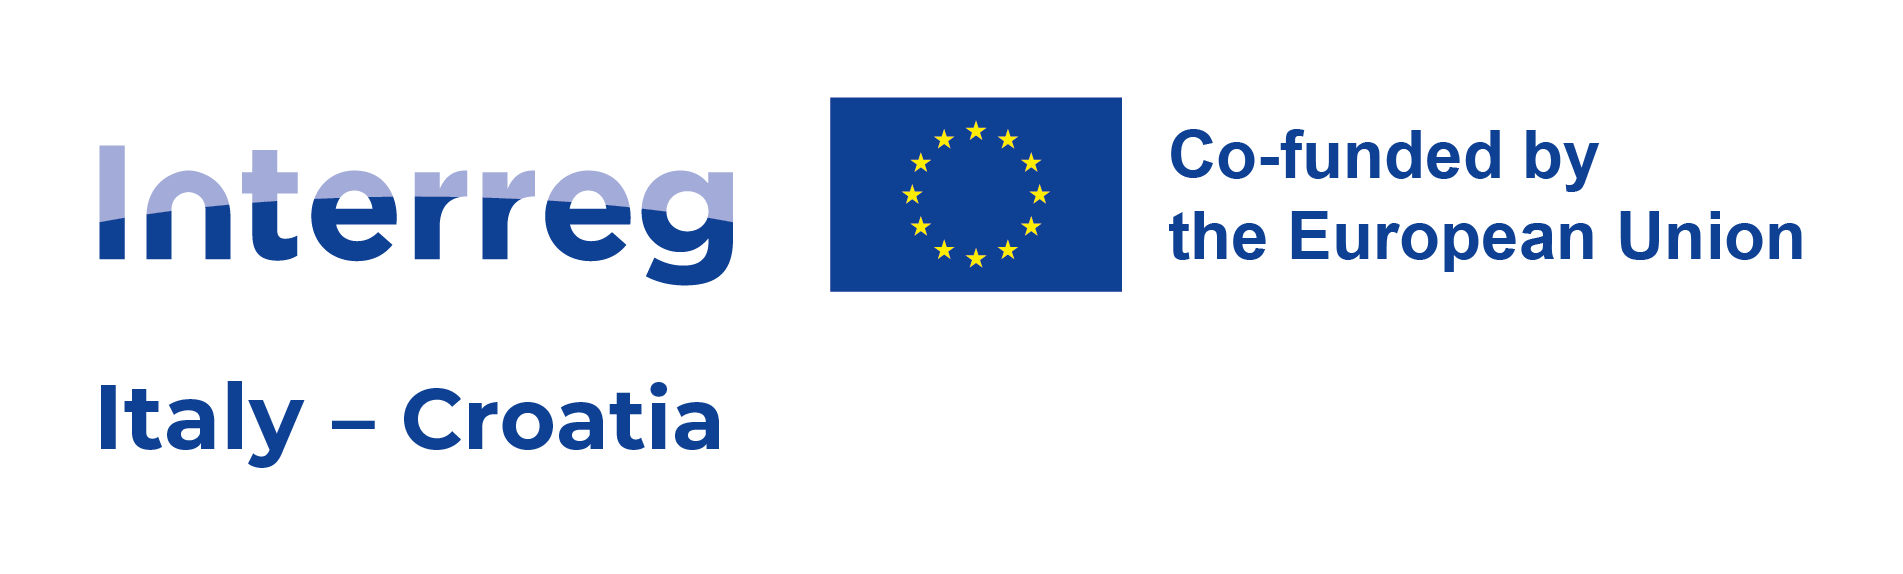 Interreg
Co-funded by
the European Union
Italy – Croatia